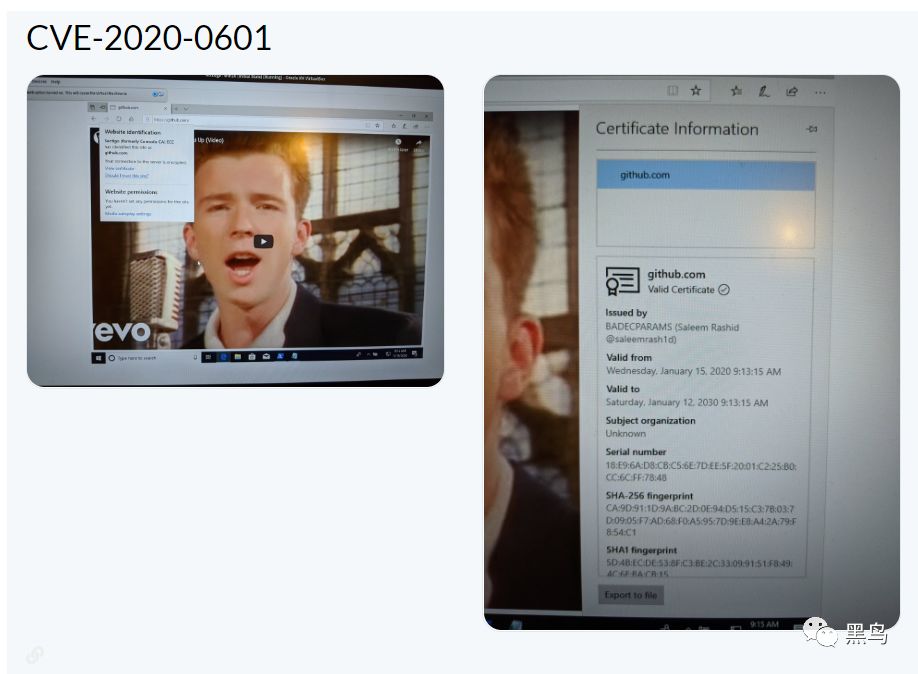 CVE-2020-0601
github.com
https://github.com/
Website identification
Sectigo (formerly Comodo CA) ECC
has identified this site as
github.com
Your connection to the server is encrypted.
View certificate
Should I trust this site?
Website permissions
You haven't set any permissions for this site
yet.
Media autoplay settings
Up (Video)
evo
Type here to search
Certificate Information
github.com
github.com
Valid Certificate
Issued by
BADECPARAMS (Saleem Rashid
@saleemrash1d)
Valid from
Wednesday, January 15, 2020 9:13:15 AM
Valid to
Saturday, January 12, 2030 9:13:15 AM
Subject organization
Unknown
Serial number
18:E9:6A:D8:CB:C5:6E:7D:EE:5F:20:01:C2:25:B0:
CC:6C:FF:78:48
SHA-256 fingerprint
CA:9D:91:1D:9A:BC:2D:0E:94:D5:15:C3:7B:03:7
D:09:05:F7:AD:68:F0:A5:95:7D:9E:E8:A4:2A:79:F
8:54:C1
SHA1 fingerprint
5D:4B:EC:DE:53:8F:C3:BE:2C:33:09:91:51:F8:49:
4C:6F:BA:CB:15
Export to file
9:15 AM
黑鸟